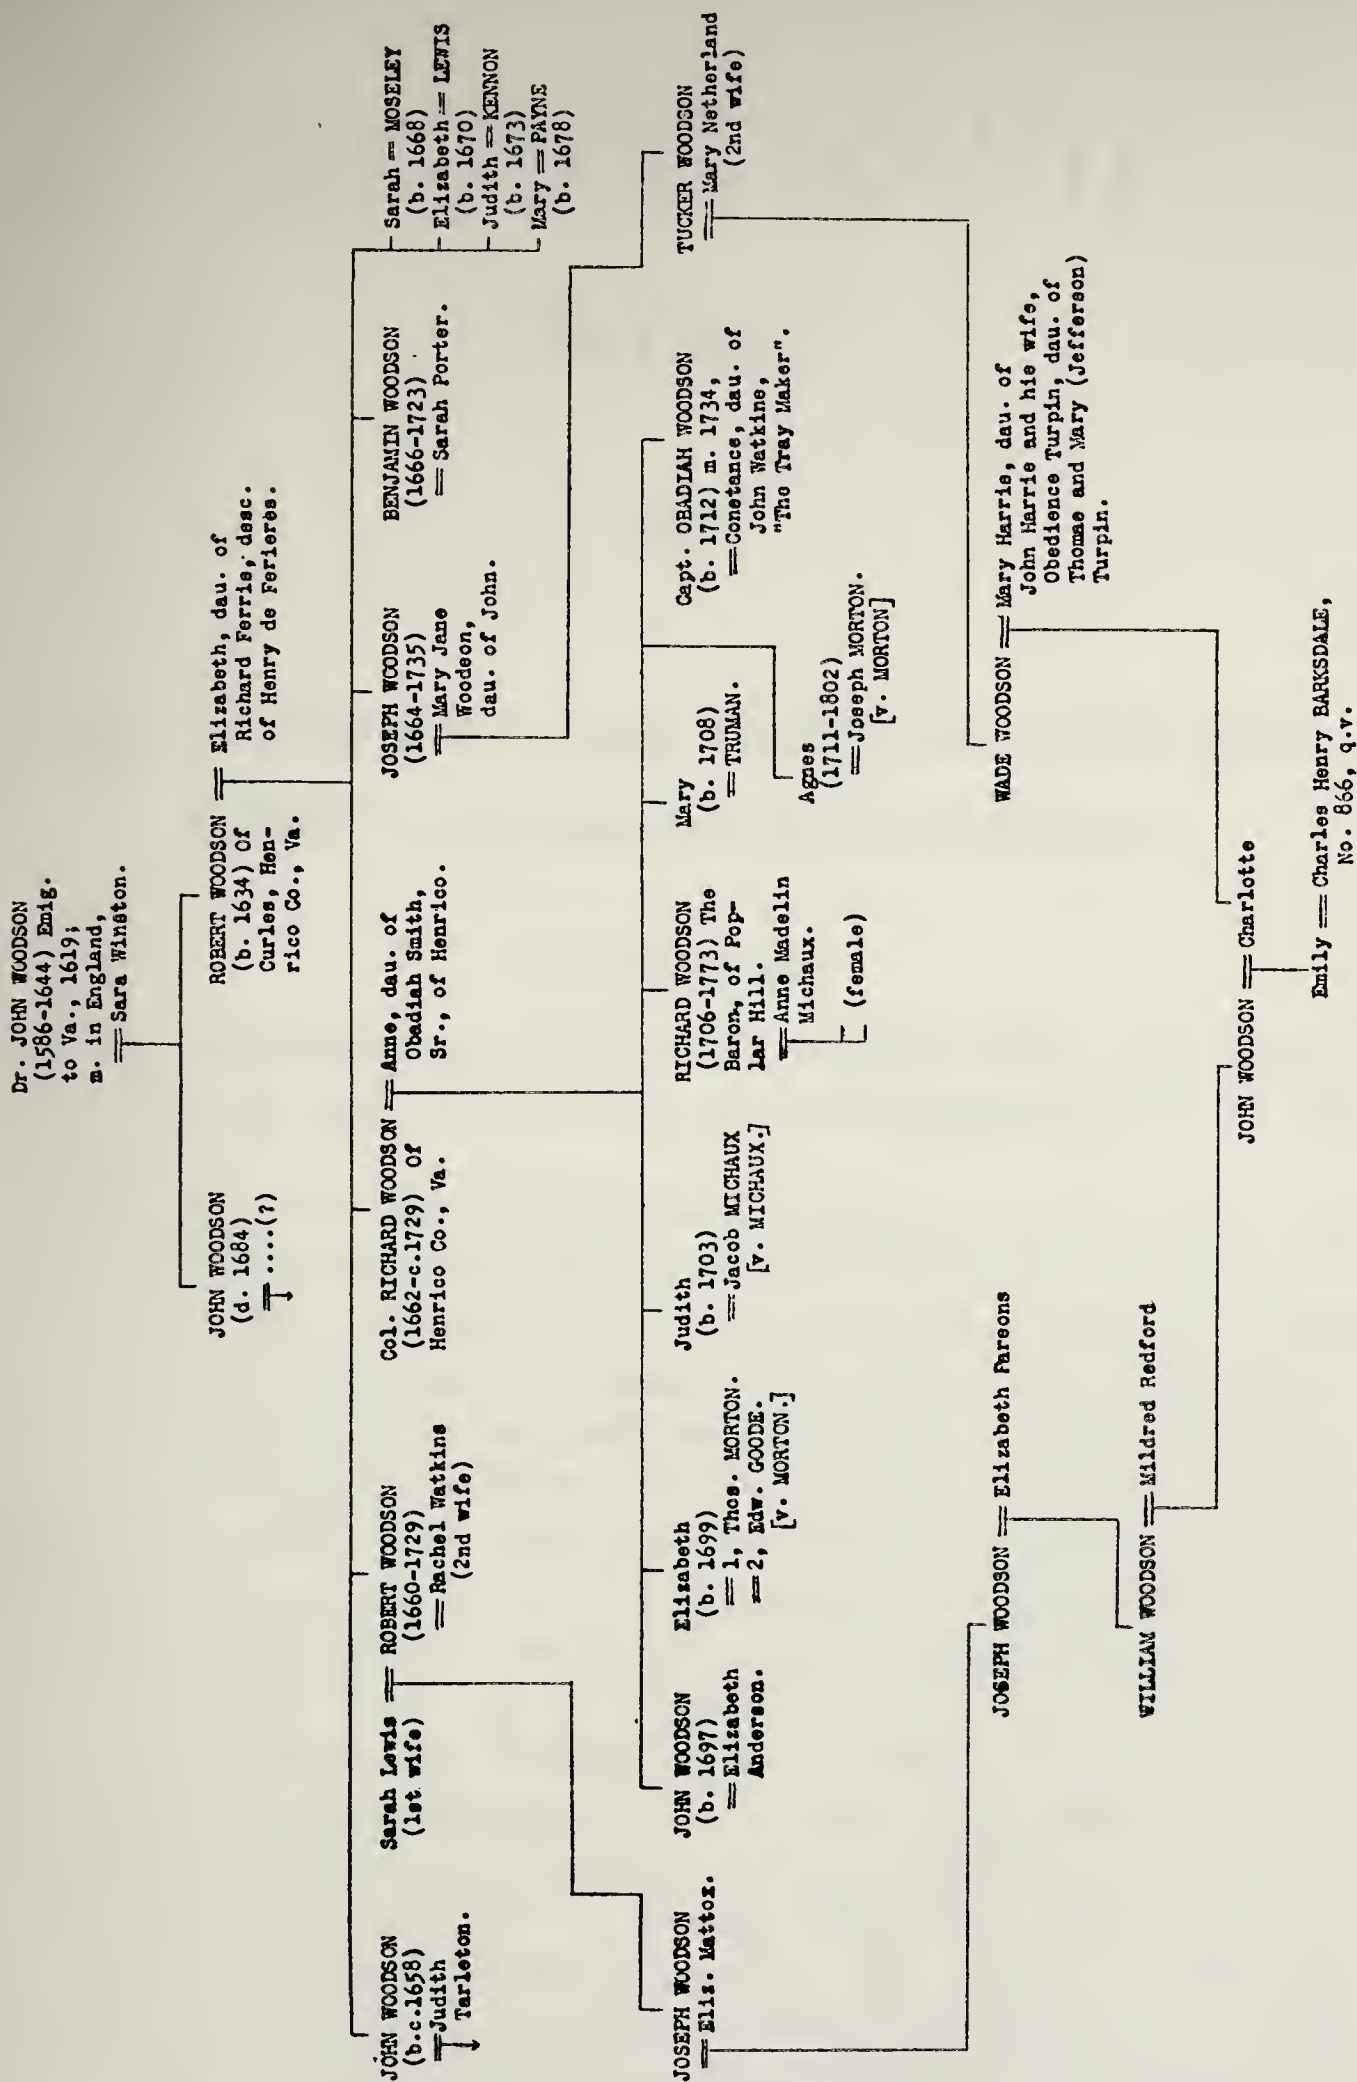 Dr. JOHN WOODSON
(1586-1644) Emig.
to Va., 1619;
m. in England,
== Sara Winston.
JOHN WOODSON
(d. 1684)
== ....(?)
ROBERT WOODSON == Elizabeth, dau. of
(b. 1634) of
Curles, Hen-
rico Co., Va.
Richard Ferris, desc.
of Henry de Ferieres.
JOHN WOODSON
(b.c.1658)
== Judith
Tarleton.
Sarah Lewis == ROBERT WOODSON
(1st wife)
(1660-1729)
== Rachel Watkins
(2nd wife)
Col. RICHARD WOODSON == Anne, dau. of
(1662-c.1729) of
Henrico Co., Va.
Obadiah Smith,
Sr., of Henrico.
JOSEPH WOODSON
(1664-1735)
== Mary Jane
Woodson,
dau. of John.
BENJAMIN WOODSON
(1666-1723)
== Sarah Porter.
Sarah == MOSELEY
(b. 1668)
Elizabeth == LEWIS
(b. 1670)
Judith == KENNON
(b. 1673)
Mary == PAYNE
(b. 1678)
JOSEPH WOODSON
== Eliz. Mattox.
JOHN WOODSON
(b. 1697)
== Elizabeth
Anderson.
Elizabeth
(b. 1699)
== 1, Thos. MORTON.
== 2, Edw. GOODE.
[v. MORTON.]
Judith
(b. 1703)
== Jacob MICHAUX
[v. MICHAUX.]
RICHARD WOODSON
(1706-1773) The
Baron, of Pop-
lar Hill.
== Anne Madelin
Michaux.
(female)
Mary
(b. 1708)
== TRUMAN.
Agnes
(1711-1802)
== Joseph MORTON.
[v. MORTON]
Capt. OBADIAH WOODSON
(b. 1712) m. 1734,
== Constance, dau. of
John Watkins,
"The Tray Maker".
TUCKER WOODSON
== Mary Netherland
(2nd wife)
JOSEPH WOODSON == Elizabeth Parsons
WADE WOODSON == Mary Harris, dau. of
John Harris and his wife,
Obedience Turpin, dau. of
Thomas and Mary (Jefferson)
Turpin.
WILLIAM WOODSON == Mildred Redford
JOHN WOODSON == Charlotte
Emily == Charles Henry BARKSDALE,
No. 866, q.v.